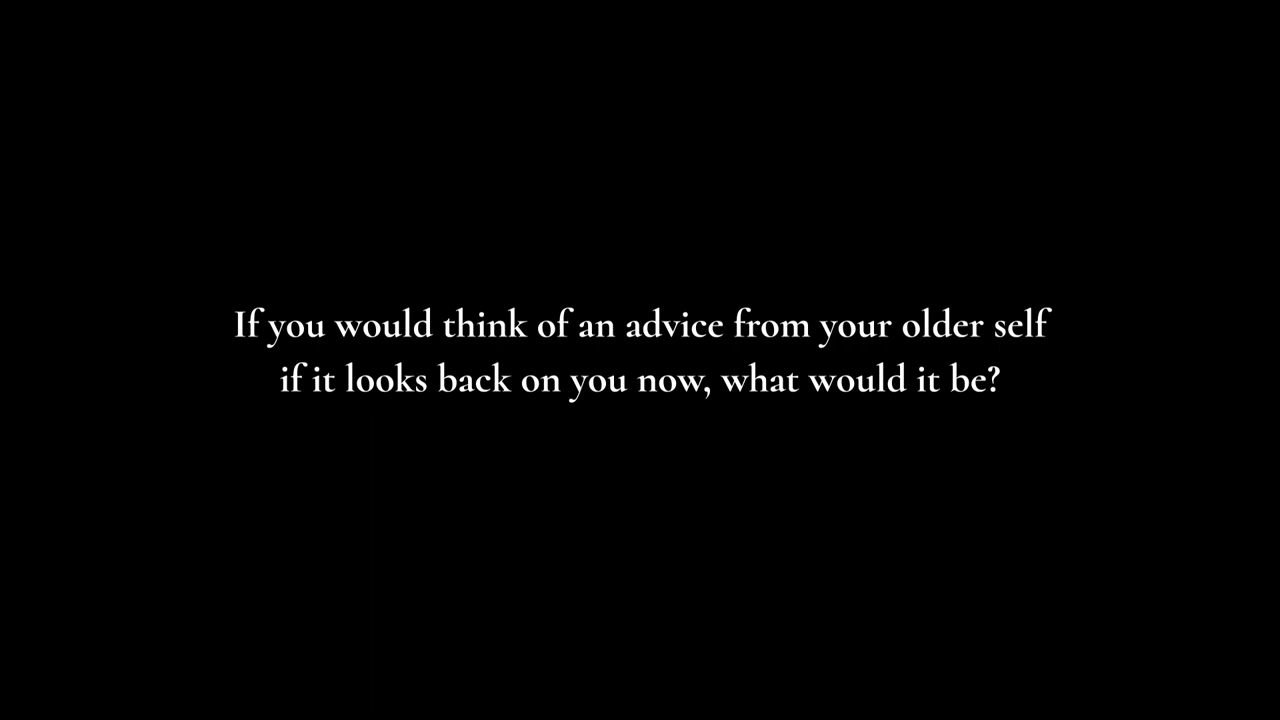 If you would think of an advice from your older self
if it looks back on you now, what would it be?